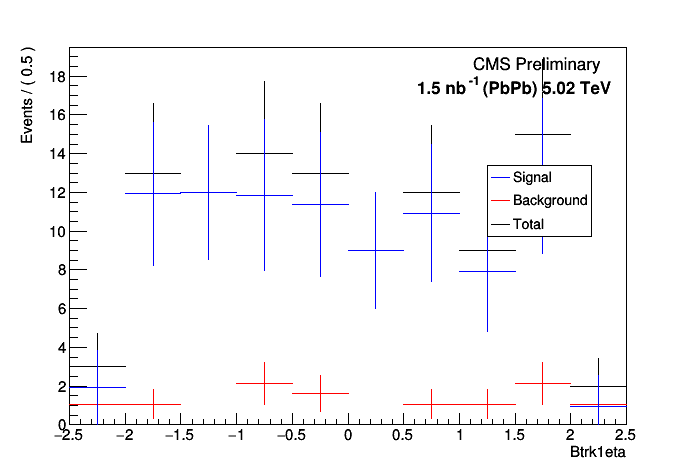 CMS Preliminary
1.5 nb⁻¹ (PbPb) 5.02 TeV
Events / ( 0.5 )
18
16
14
12
10
8
6
4
2
0
Signal
Background
Total
−2.5 −2 −1.5 −1 −0.5 0 0.5 1 1.5 2 2.5
Btrk1eta